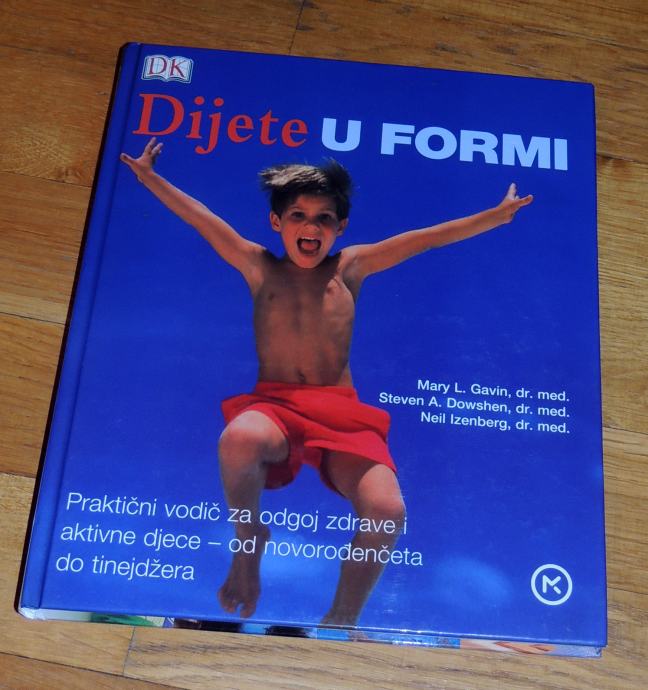 DK
Dijete U FORMI
Mary L. Gavin, dr. med.
Steven A. Dowshen, dr. med.
Neil Izenberg, dr. med.
Praktični vodič za odgoj zdrave i
aktivne djece – od novorođenčeta
do tinejdžera